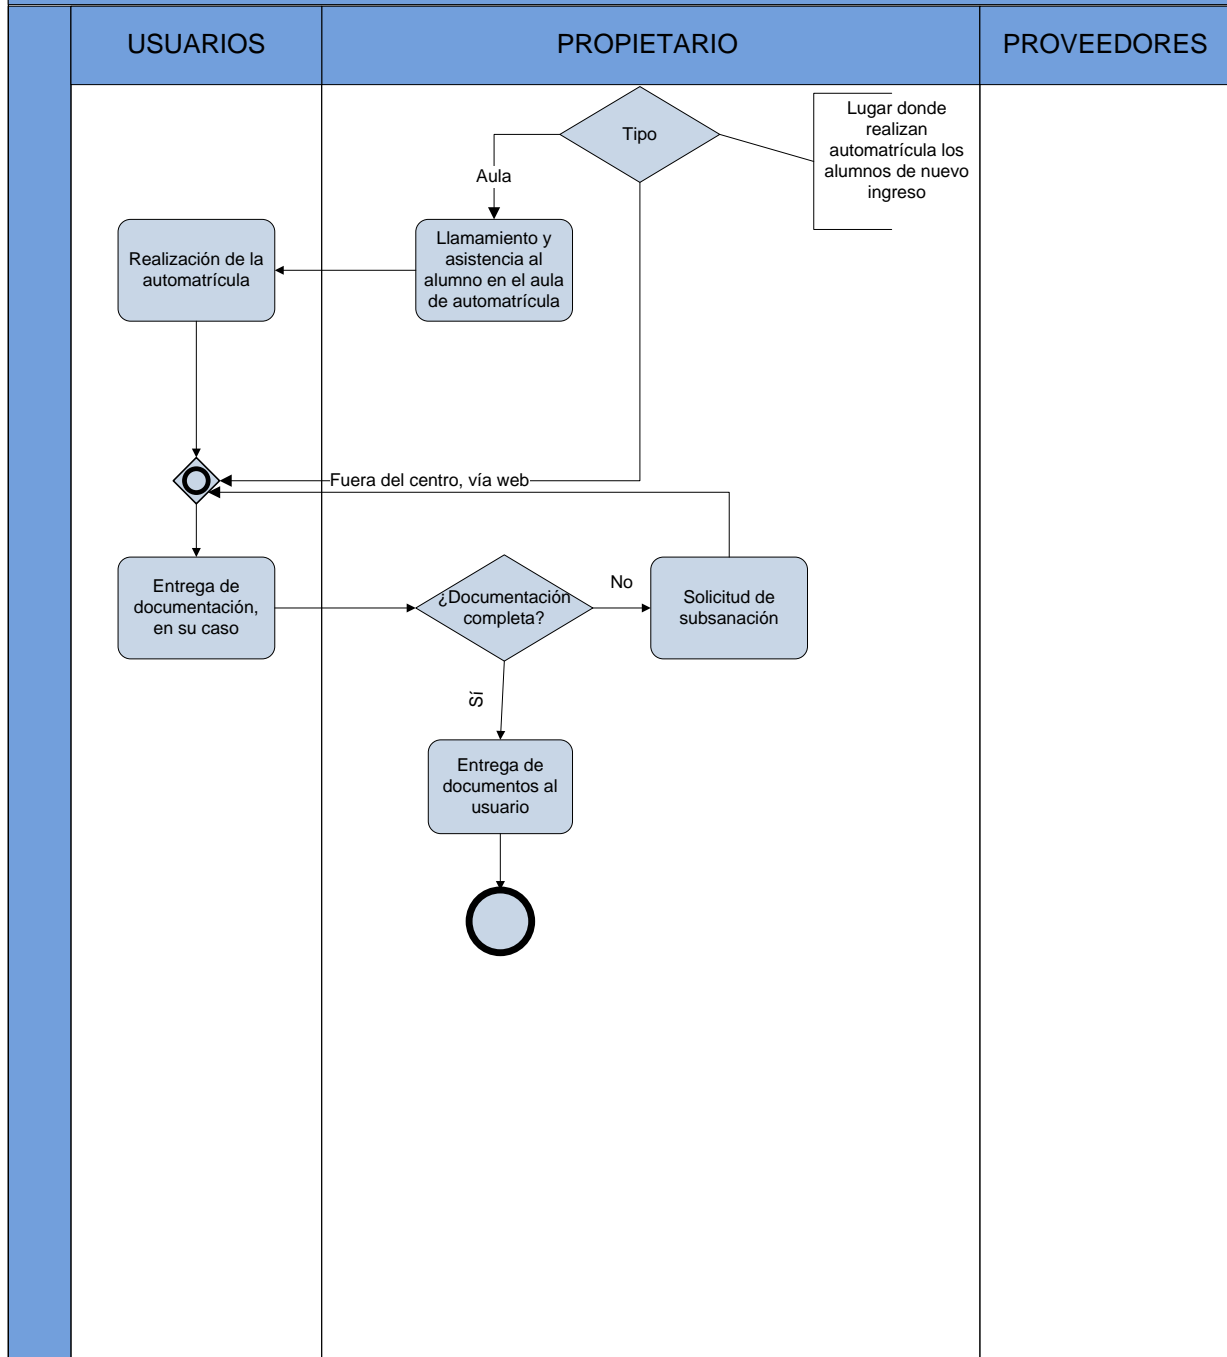 USUARIOS
PROPIETARIO
PROVEEDORES
Tipo
Lugar donde
realizan
automatrícula los
alumnos de nuevo
ingreso
Aula
Realización de la
automatrícula
Llamamiento y
asistencia al
alumno en el aula
de automatrícula
Fuera del centro, vía web
Entrega de
documentación,
en su caso
¿Documentación
completa?
No
Solicitud de
subsanación
Sí
Entrega de
documentos al
usuario